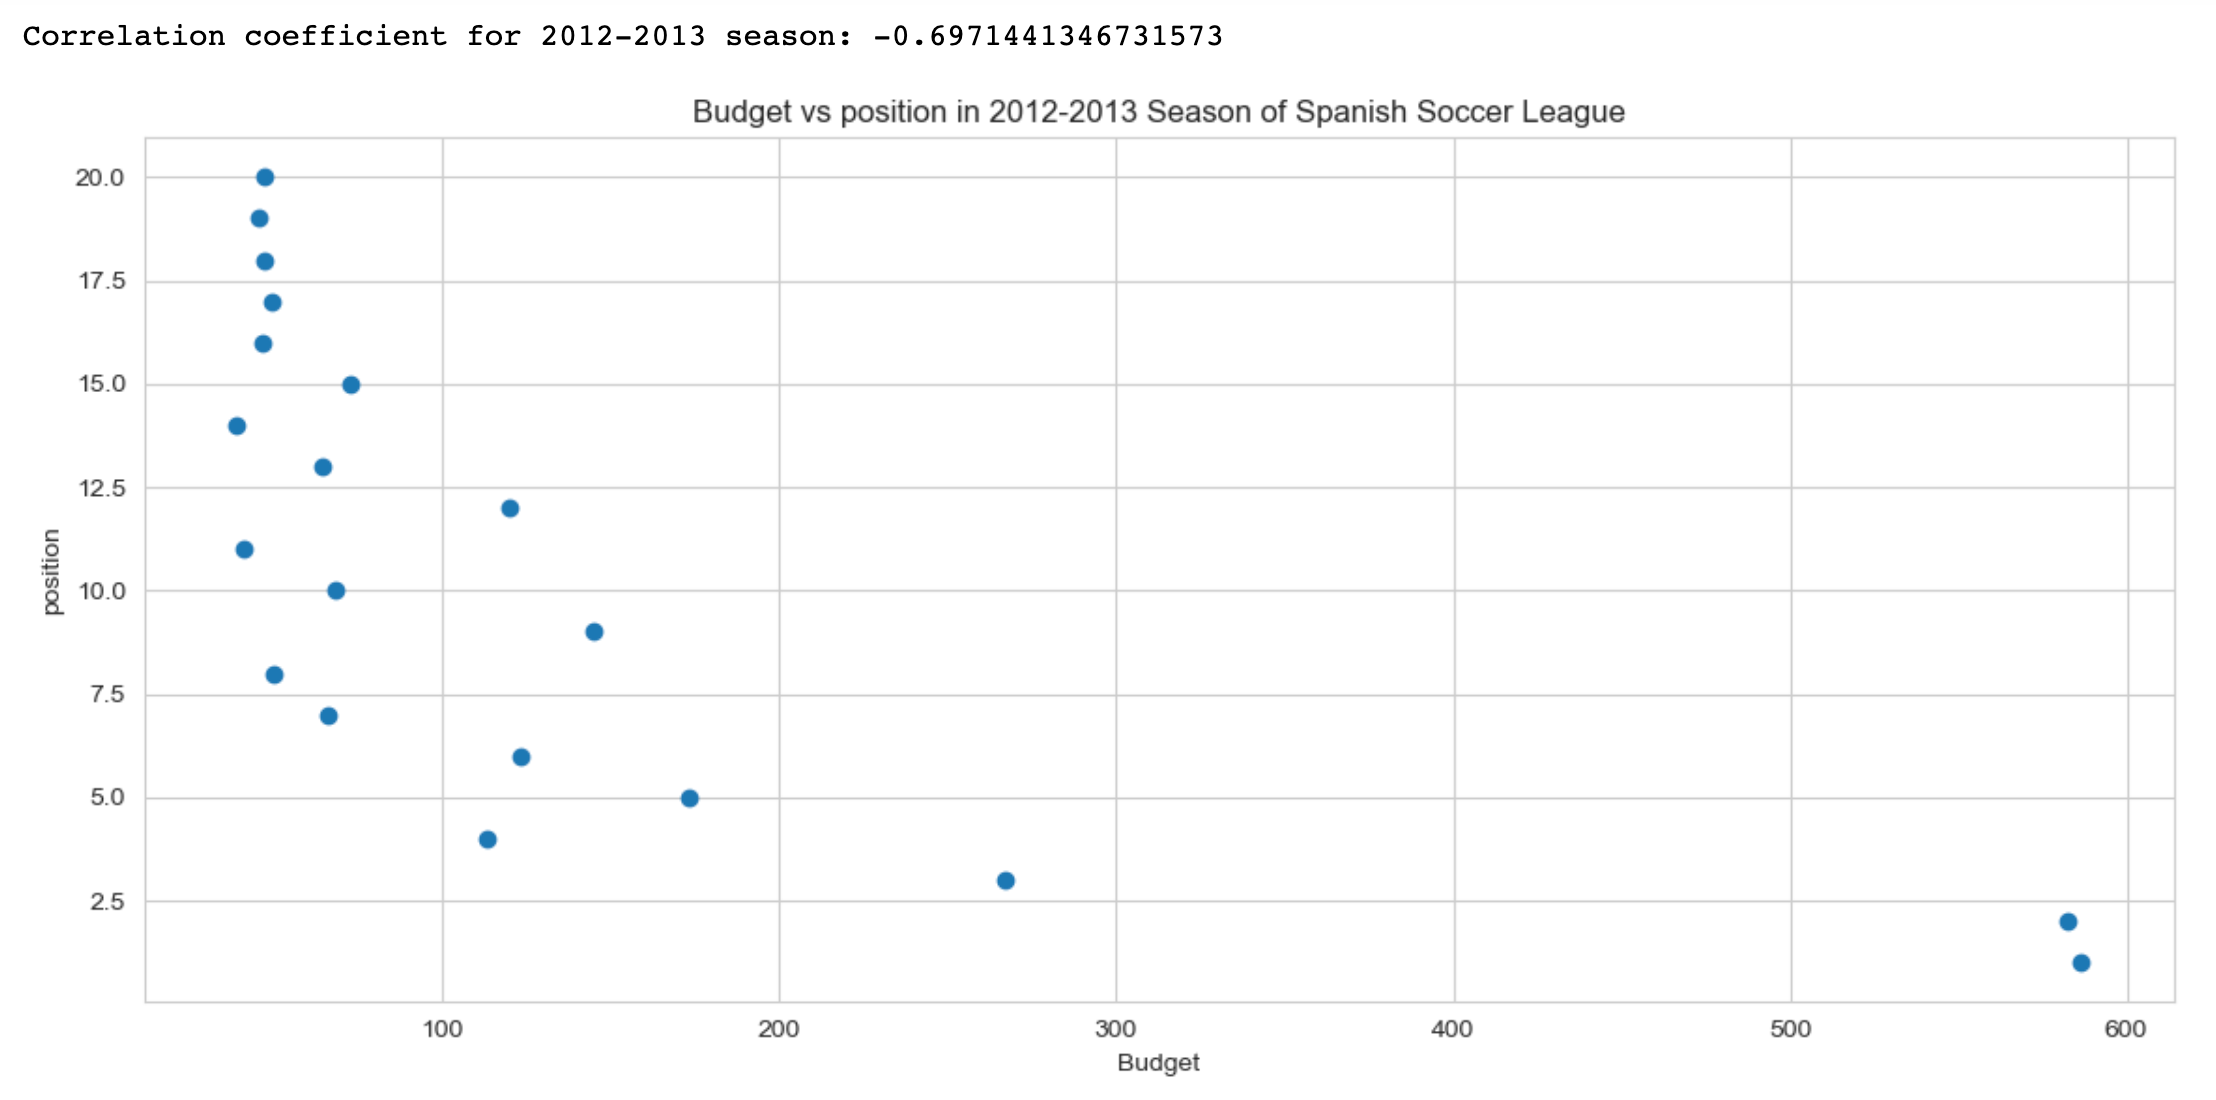 Correlation coefficient for 2012-2013 season: -0.6971441346731573
Budget vs position in 2012-2013 Season of Spanish Soccer League
20.0
17.5
15.0
12.5
10.0
7.5
5.0
2.5
position
100 200 300 400 500 600
Budget